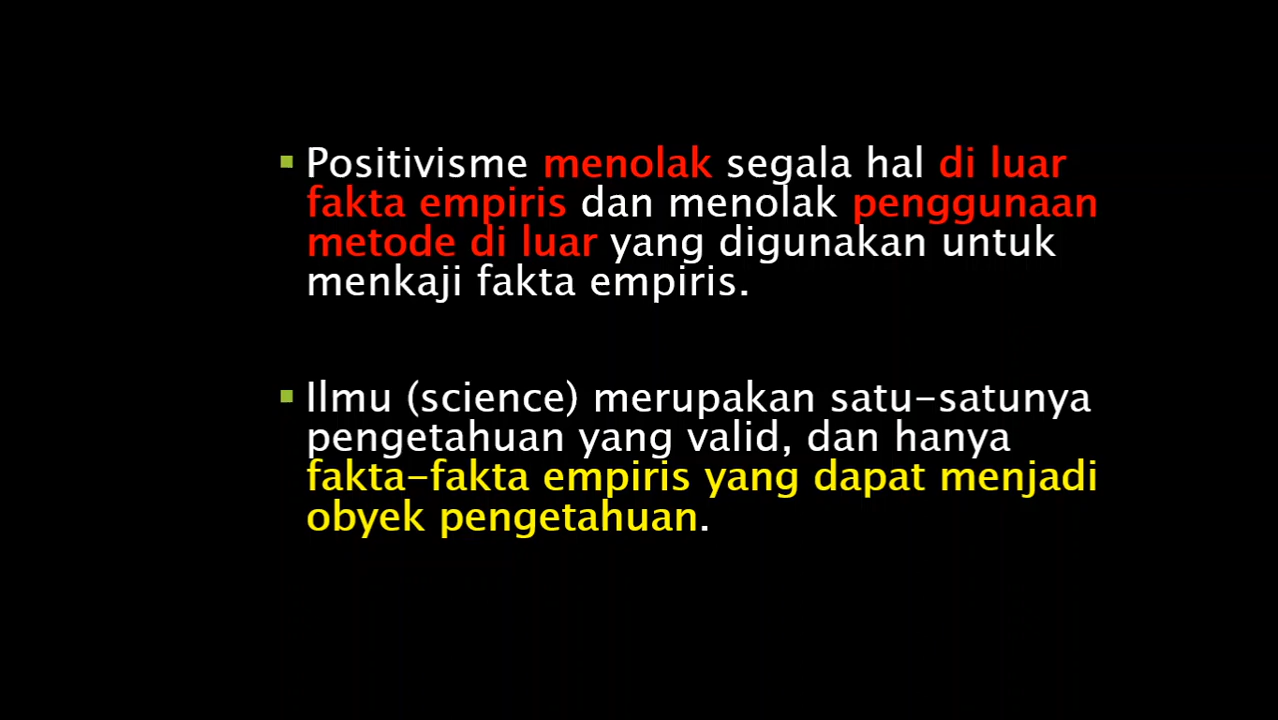 ▪ Positivisme menolak segala hal di luar
fakta empiris dan menolak penggunaan
metode di luar yang digunakan untuk
menkaji fakta empiris.
▪ Ilmu (science) merupakan satu-satunya
pengetahuan yang valid, dan hanya
fakta-fakta empiris yang dapat menjadi
obyek pengetahuan.